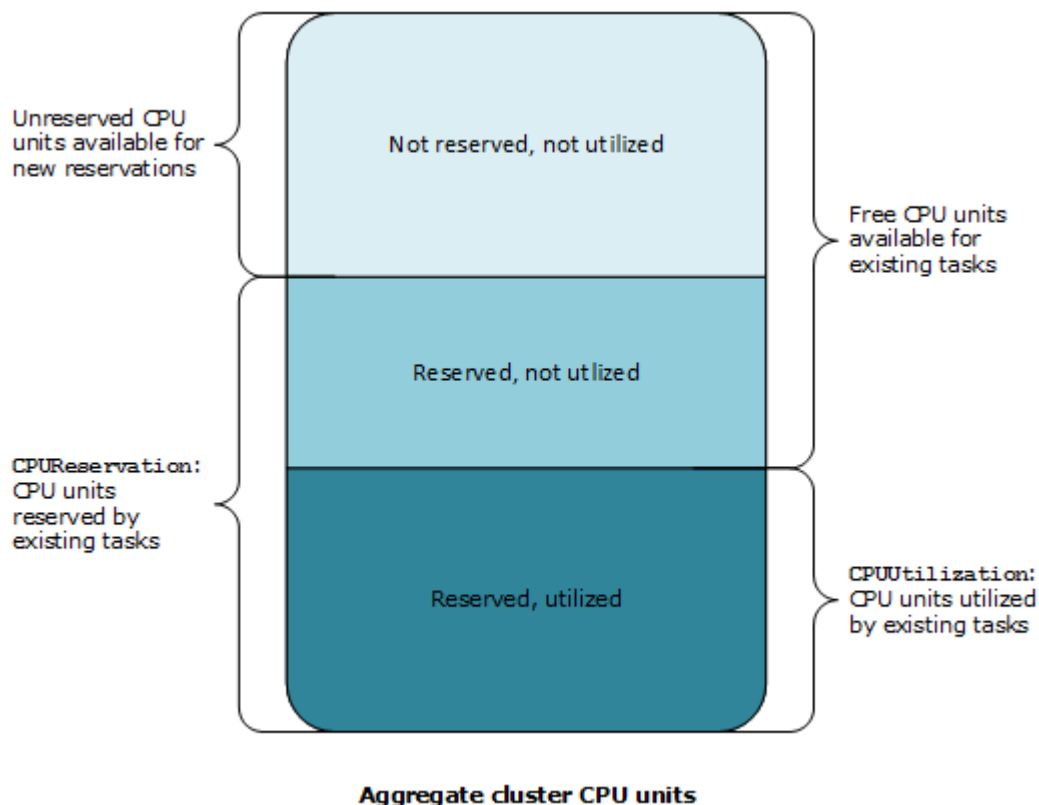 Unreserved CPU
units available for
new reservations
Not reserved, not utilized
Free CPU units
available for
existing tasks
Reserved, not utlized
CPUReservation:
CPU units
reserved by
existing tasks
Reserved, utilized
CPUUtilization:
CPU units utilized
by existing tasks
Aggregate cluster CPU units